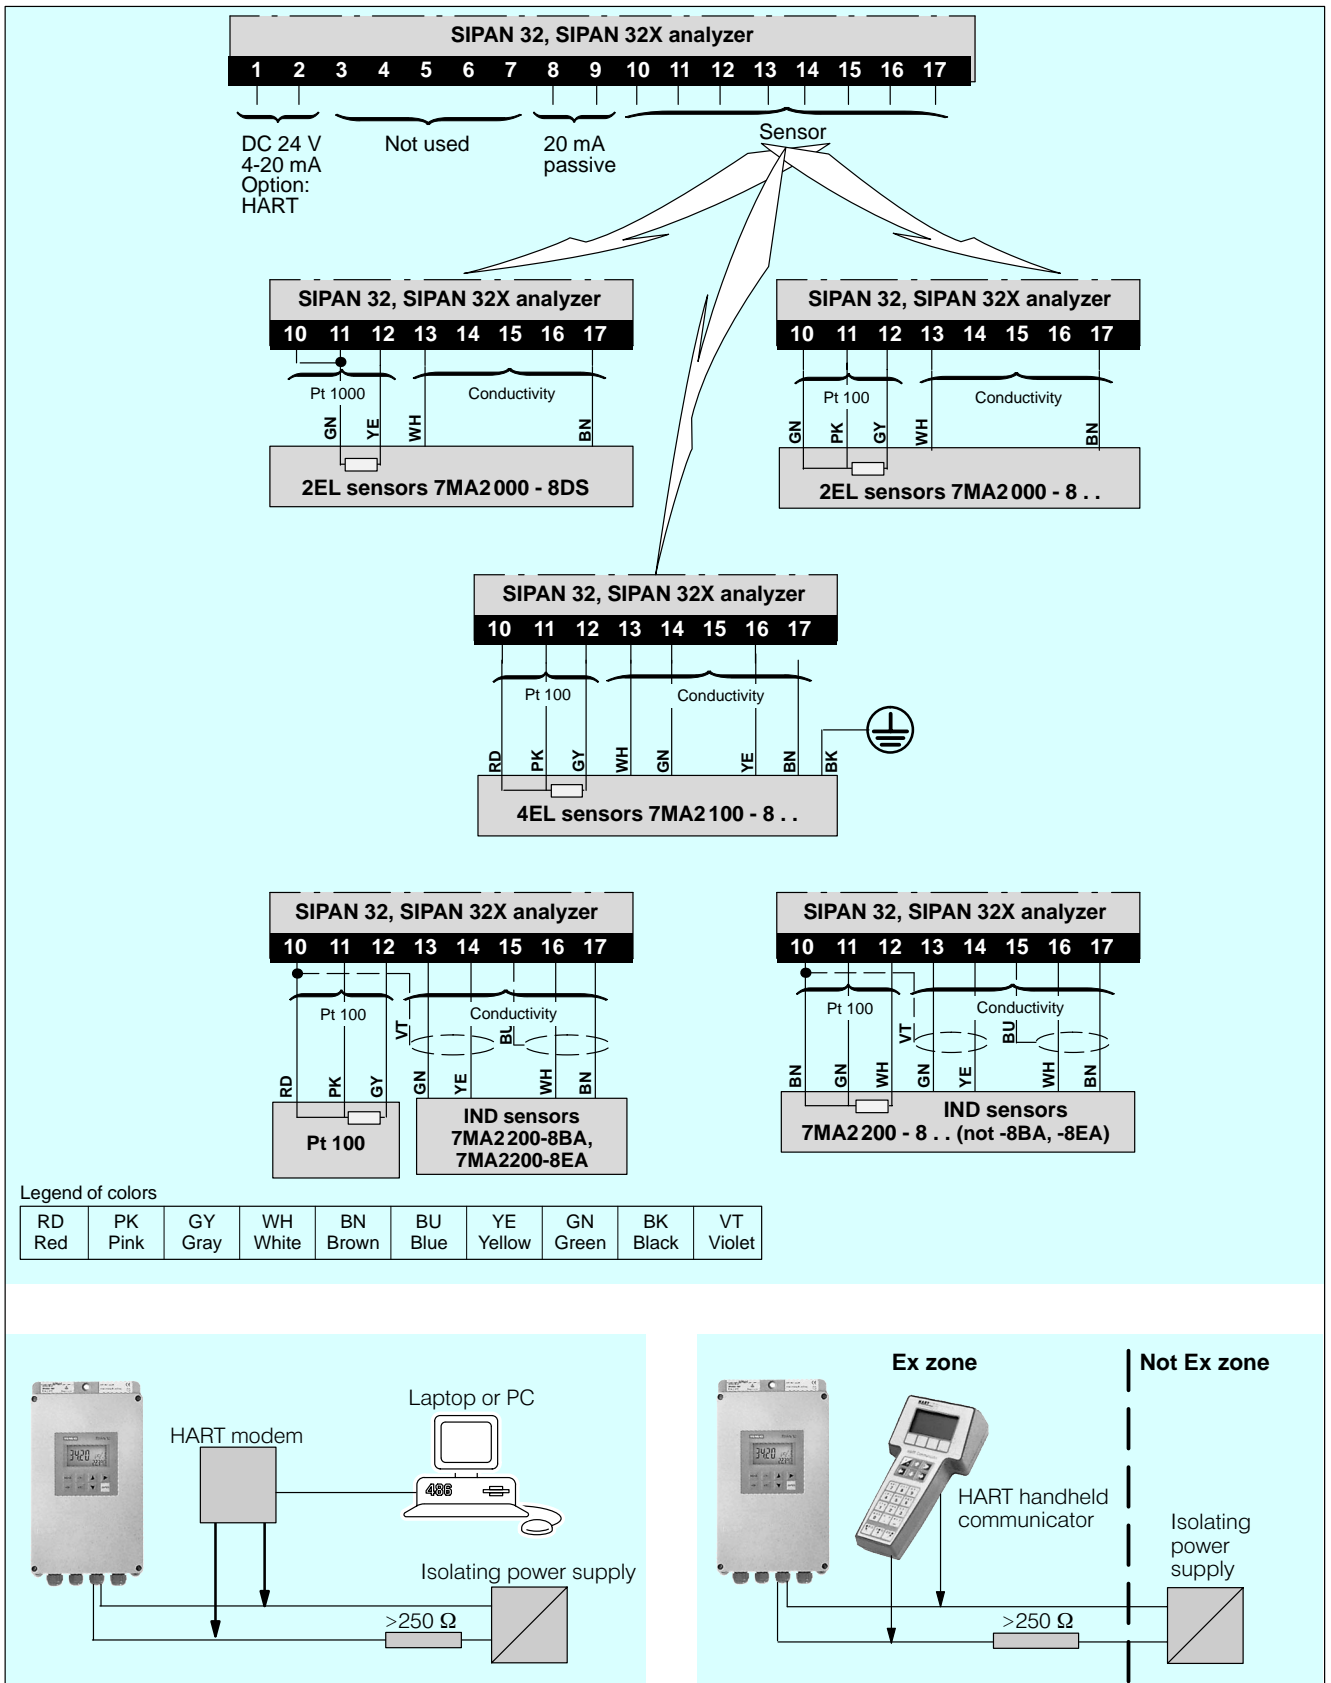 SIPAN 32, SIPAN 32X analyzer
1 2 3 4 5 6 7 8 9 10 11 12 13 14 15 16 17
DC 24 V
4-20 mA
Option:
HART
Not used
20 mA
passive
Sensor
SIPAN 32, SIPAN 32X analyzer
10 11 12 13 14 15 16 17
Pt 1000
Conductivity
GN YE WH BN
2EL sensors 7MA2000 - 8DS
SIPAN 32, SIPAN 32X analyzer
10 11 12 13 14 15 16 17
Pt 100
Conductivity
GN PK GY WH BN
2EL sensors 7MA2000 - 8 . .
SIPAN 32, SIPAN 32X analyzer
10 11 12 13 14 15 16 17
Pt 100
Conductivity
RD PK GY WH GN YE BN BK
4EL sensors 7MA2100 - 8 . .
SIPAN 32, SIPAN 32X analyzer
10 11 12 13 14 15 16 17
Pt 100
Conductivity
VT BU
RD PK GY GN YE WH BN
Pt 100
IND sensors
7MA2200-8BA,
7MA2200-8EA
SIPAN 32, SIPAN 32X analyzer
10 11 12 13 14 15 16 17
Pt 100
Conductivity
VT BU
BN GN WH GN YE WH BN
IND sensors
7MA2200 - 8 . . (not -8BA, -8EA)
Legend of colors
RD PK GY WH BN BU YE GN BK VT
Red Pink Gray White Brown Blue Yellow Green Black Violet
HART modem
Laptop or PC
486
Isolating power supply
>250 Ω
Ex zone
Not Ex zone
HART handheld
communicator
Isolating
power
supply
>250 Ω